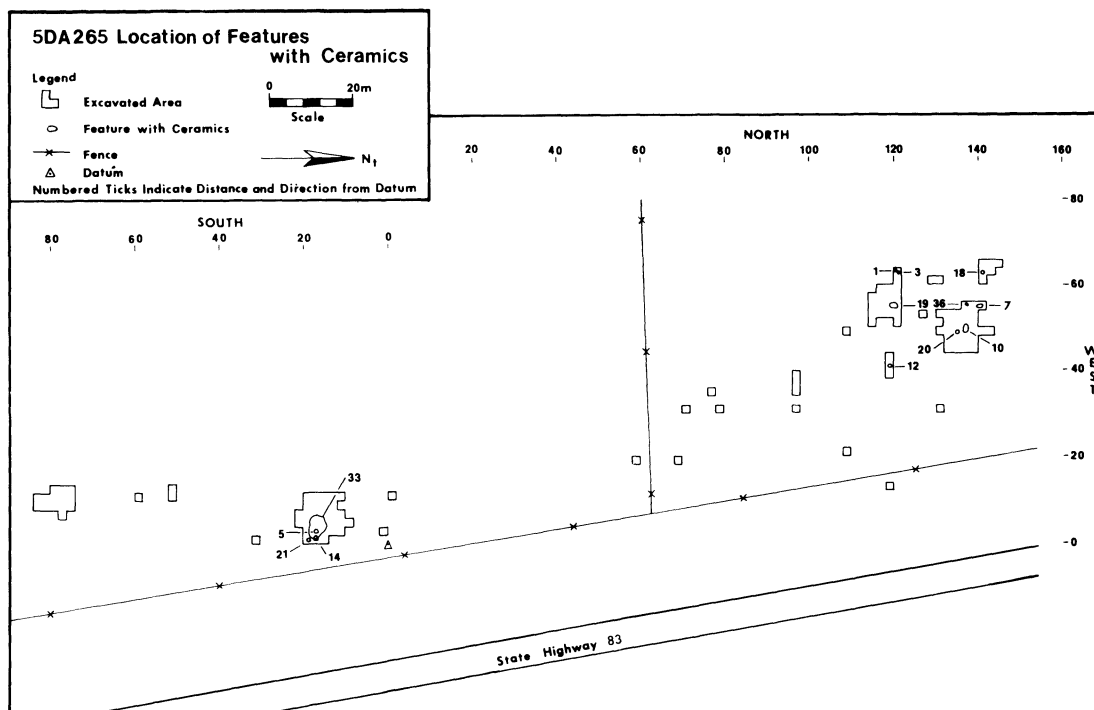 5DA265 Location of Features
with Ceramics
Legend
Excavated Area
Feature with Ceramics
Fence
Datum
0 20m
Scale
N
Numbered Ticks Indicate Distance and Direction from Datum
NORTH
20 40 60 80 100 120 140 160
SOUTH
80 60 40 20 0
-80
-60
-40
-20
-0
WEST
1 3
18
19 36 7
20 10
12
33
5
21 14
State Highway 83